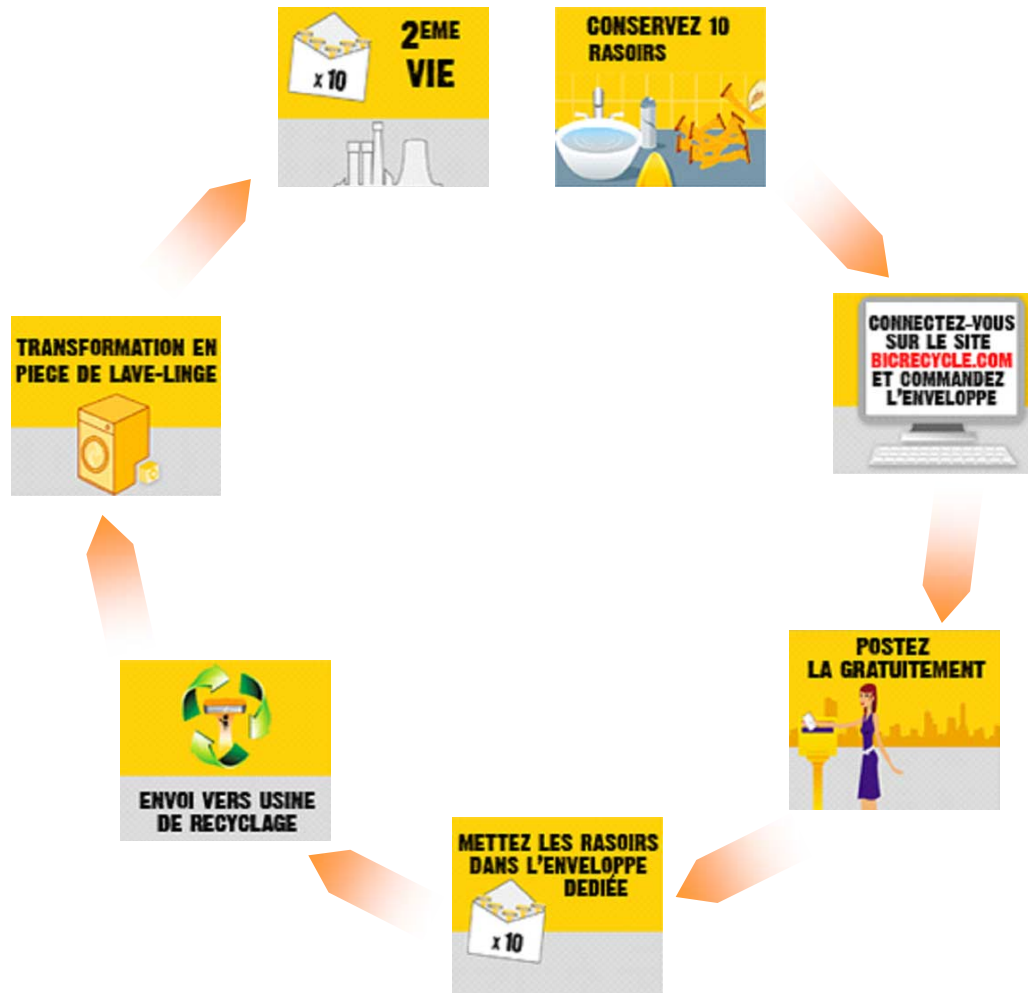 CONSERVEZ 10
RASOIRS
CONNECTEZ-VOUS
SUR LE SITE
BICRECYCLE.COM
ET COMMANDEZ
L'ENVELOPPE
POSTEZ
LA GRATUITEMENT
METTEZ LES RASOIRS
DANS L'ENVELOPPE
DEDIÉE
x 10
ENVOI VERS USINE
DE RECYCLAGE
TRANSFORMATION EN
PIECE DE LAVE-LINGE
2EME
VIE
x 10